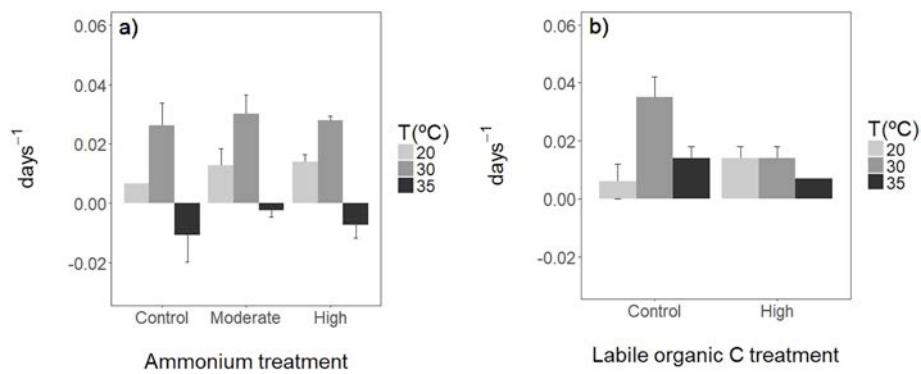 a)
0.06
0.04
0.02
0.00
-0.02
days⁻¹
Control Moderate High
Ammonium treatment
T(ºC)
20
30
35
b)
0.06
0.04
0.02
0.00
-0.02
days⁻¹
Control High
Labile organic C treatment
T(ºC)
20
30
35